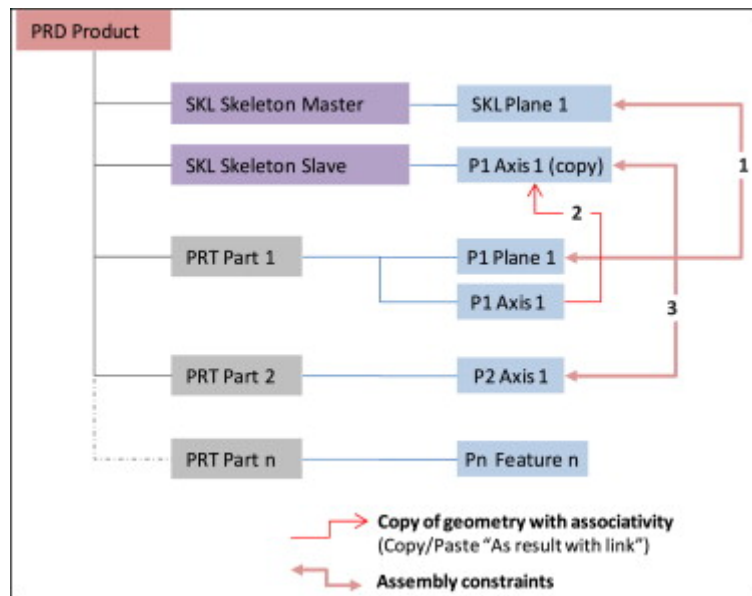 PRD Product
SKL Skeleton Master
SKL Plane 1
1
SKL Skeleton Slave
P1 Axis 1 (copy)
2
PRT Part 1
P1 Plane 1
P1 Axis 1
3
PRT Part 2
P2 Axis 1
PRT Part n
Pn Feature n
Copy of geometry with associativity
(Copy/Paste “As result with link”)
Assembly constraints